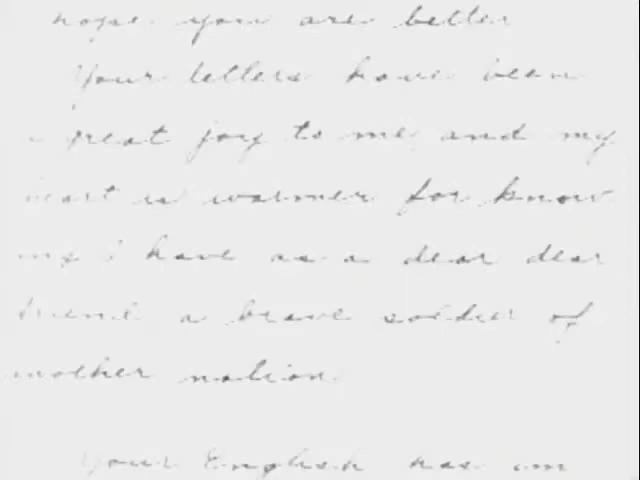 hope you are better
Your letters have been
a great joy to me and my
heart is warmer for know
ing I have as a dear dear
friend a brave soldier of
another nation.
Your English has im